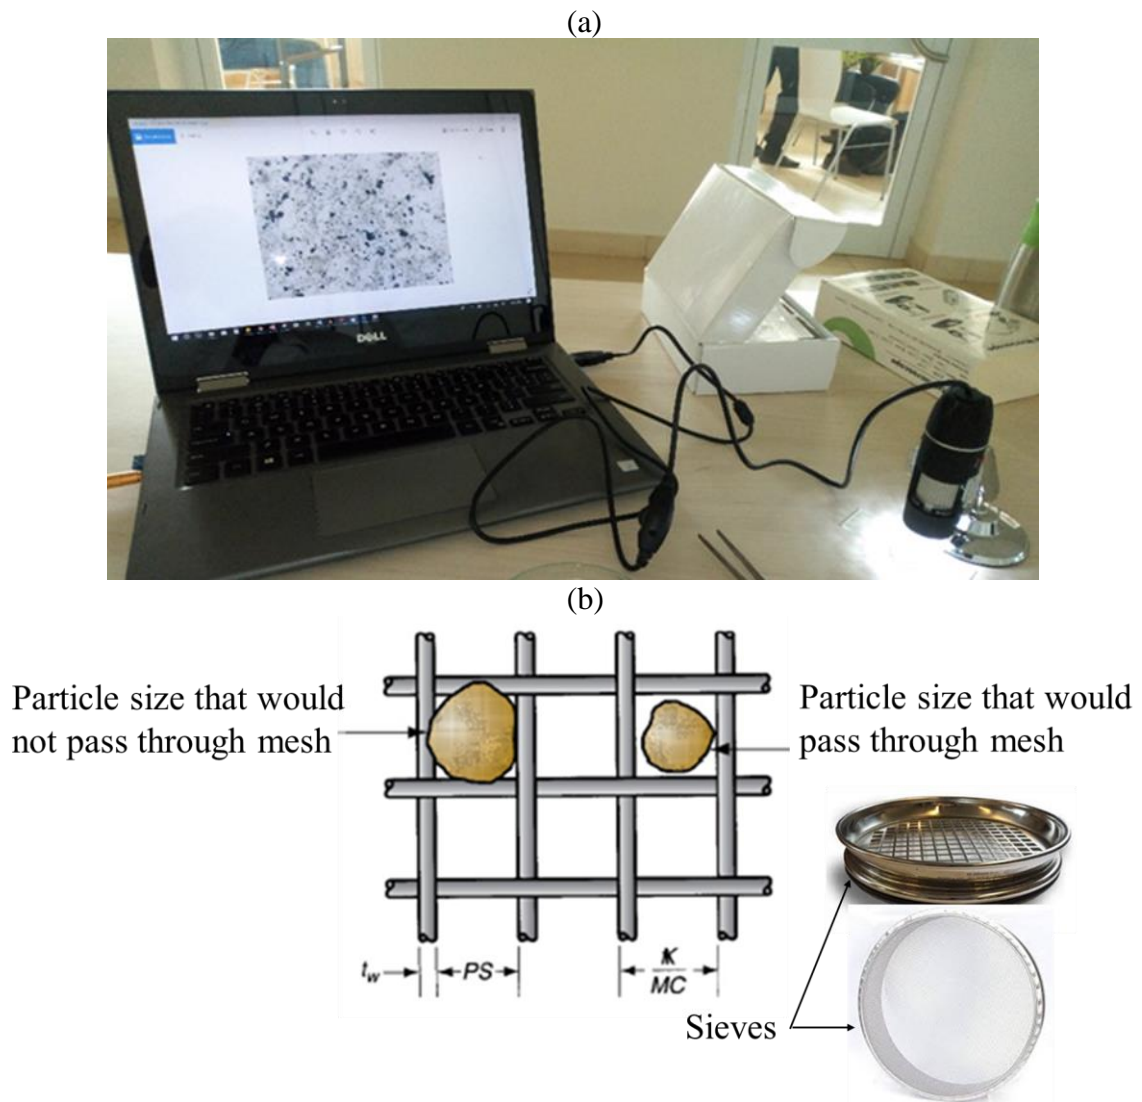 (a)
DELL
(b)
Particle size that would
not pass through mesh
Particle size that would
pass through mesh
t_w
PS
K
MC
Sieves